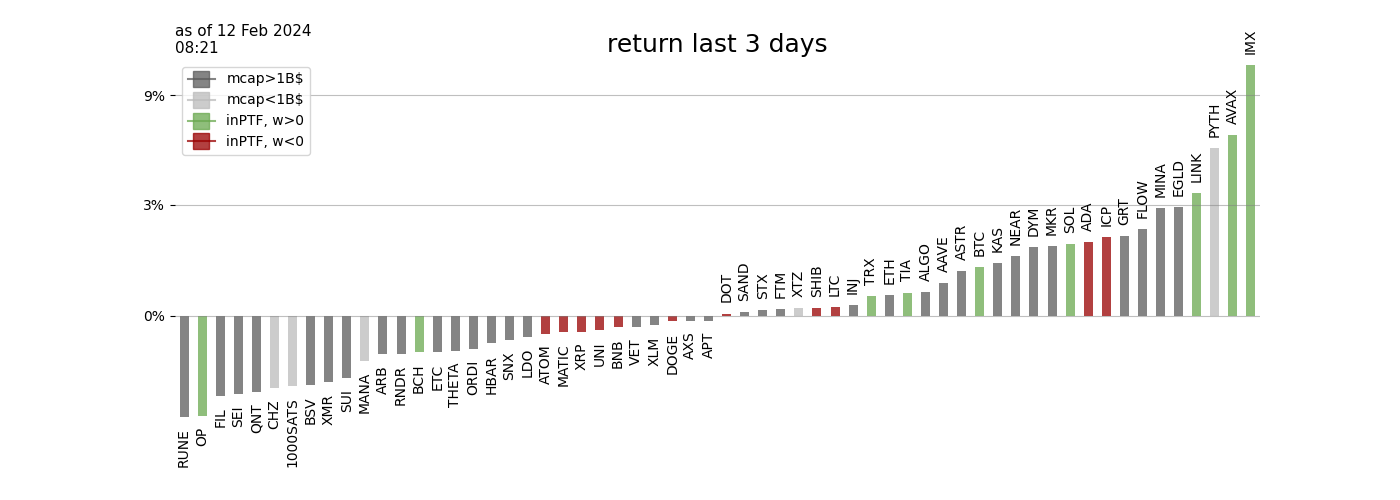 as of 12 Feb 2024
08:21
return last 3 days
mcap>1B$
mcap<1B$
inPTF, w>0
inPTF, w<0
9%
3%
0%
RUNE
OP
FIL
SEI
QNT
CHZ
1000SATS
BSV
XMR
SUI
MANA
ARB
RNDR
BCH
ETC
THETA
ORDI
HBAR
SNX
LDO
ATOM
MATIC
XRP
UNI
BNB
VET
XLM
DOGE
AXS
APT
DOT
SAND
STX
FTM
XTZ
SHIB
LTC
INJ
TRX
ETH
TIA
ALGO
AAVE
ASTR
BTC
KAS
NEAR
DYM
MKR
SOL
ADA
ICP
GRT
FLOW
MINA
EGLD
LINK
PYTH
AVAX
IMX